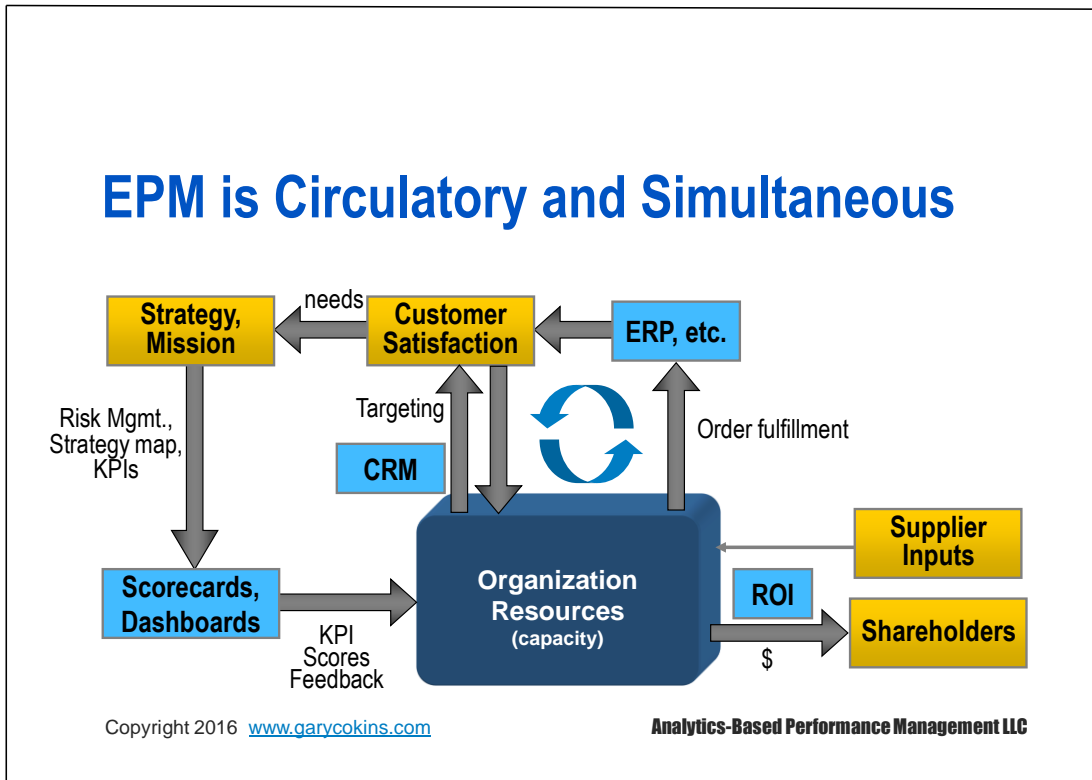 EPM is Circulatory and Simultaneous
needs
Strategy,
Mission
Customer
Satisfaction
ERP, etc.
Risk Mgmt.,
Strategy map,
KPIs
Targeting
CRM
Order fulfillment
Supplier
Inputs
Scorecards,
Dashboards
KPI
Scores
Feedback
Organization
Resources
(capacity)
ROI
$
Shareholders
Copyright 2016 www.garycokins.com
Analytics-Based Performance Management LLC